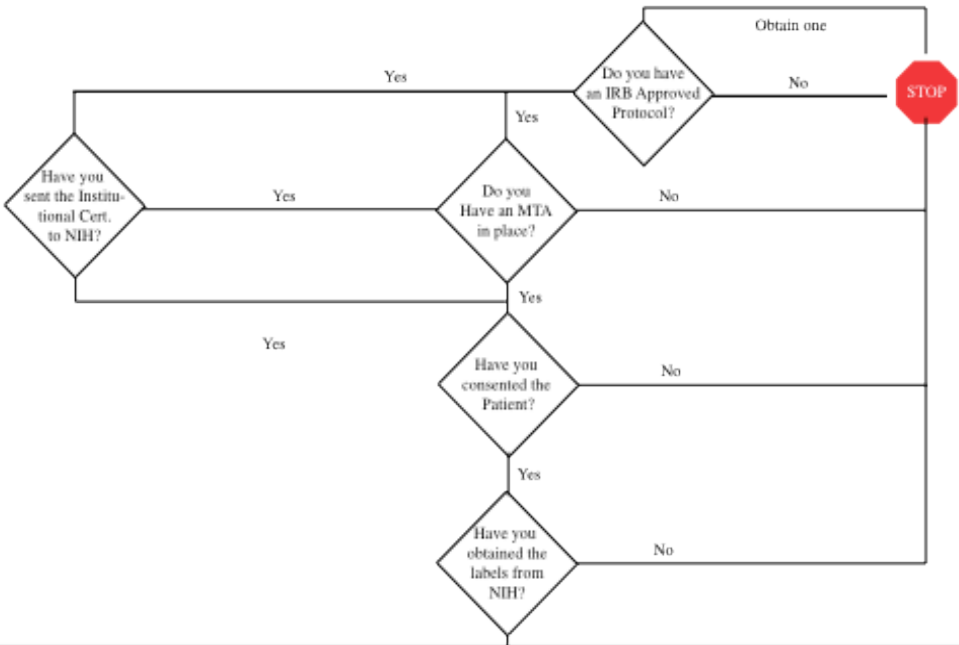 Obtain one
Do you have
an IRB Approved
Protocol?
Yes
No
STOP
Yes
Have you
sent the Institu-
tional Cert.
to NIH?
Yes
Do you
Have an MTA
in place?
No
Yes
Yes
Have you
consented the
Patient?
No
Yes
Have you
obtained the
labels from
NIH?
No